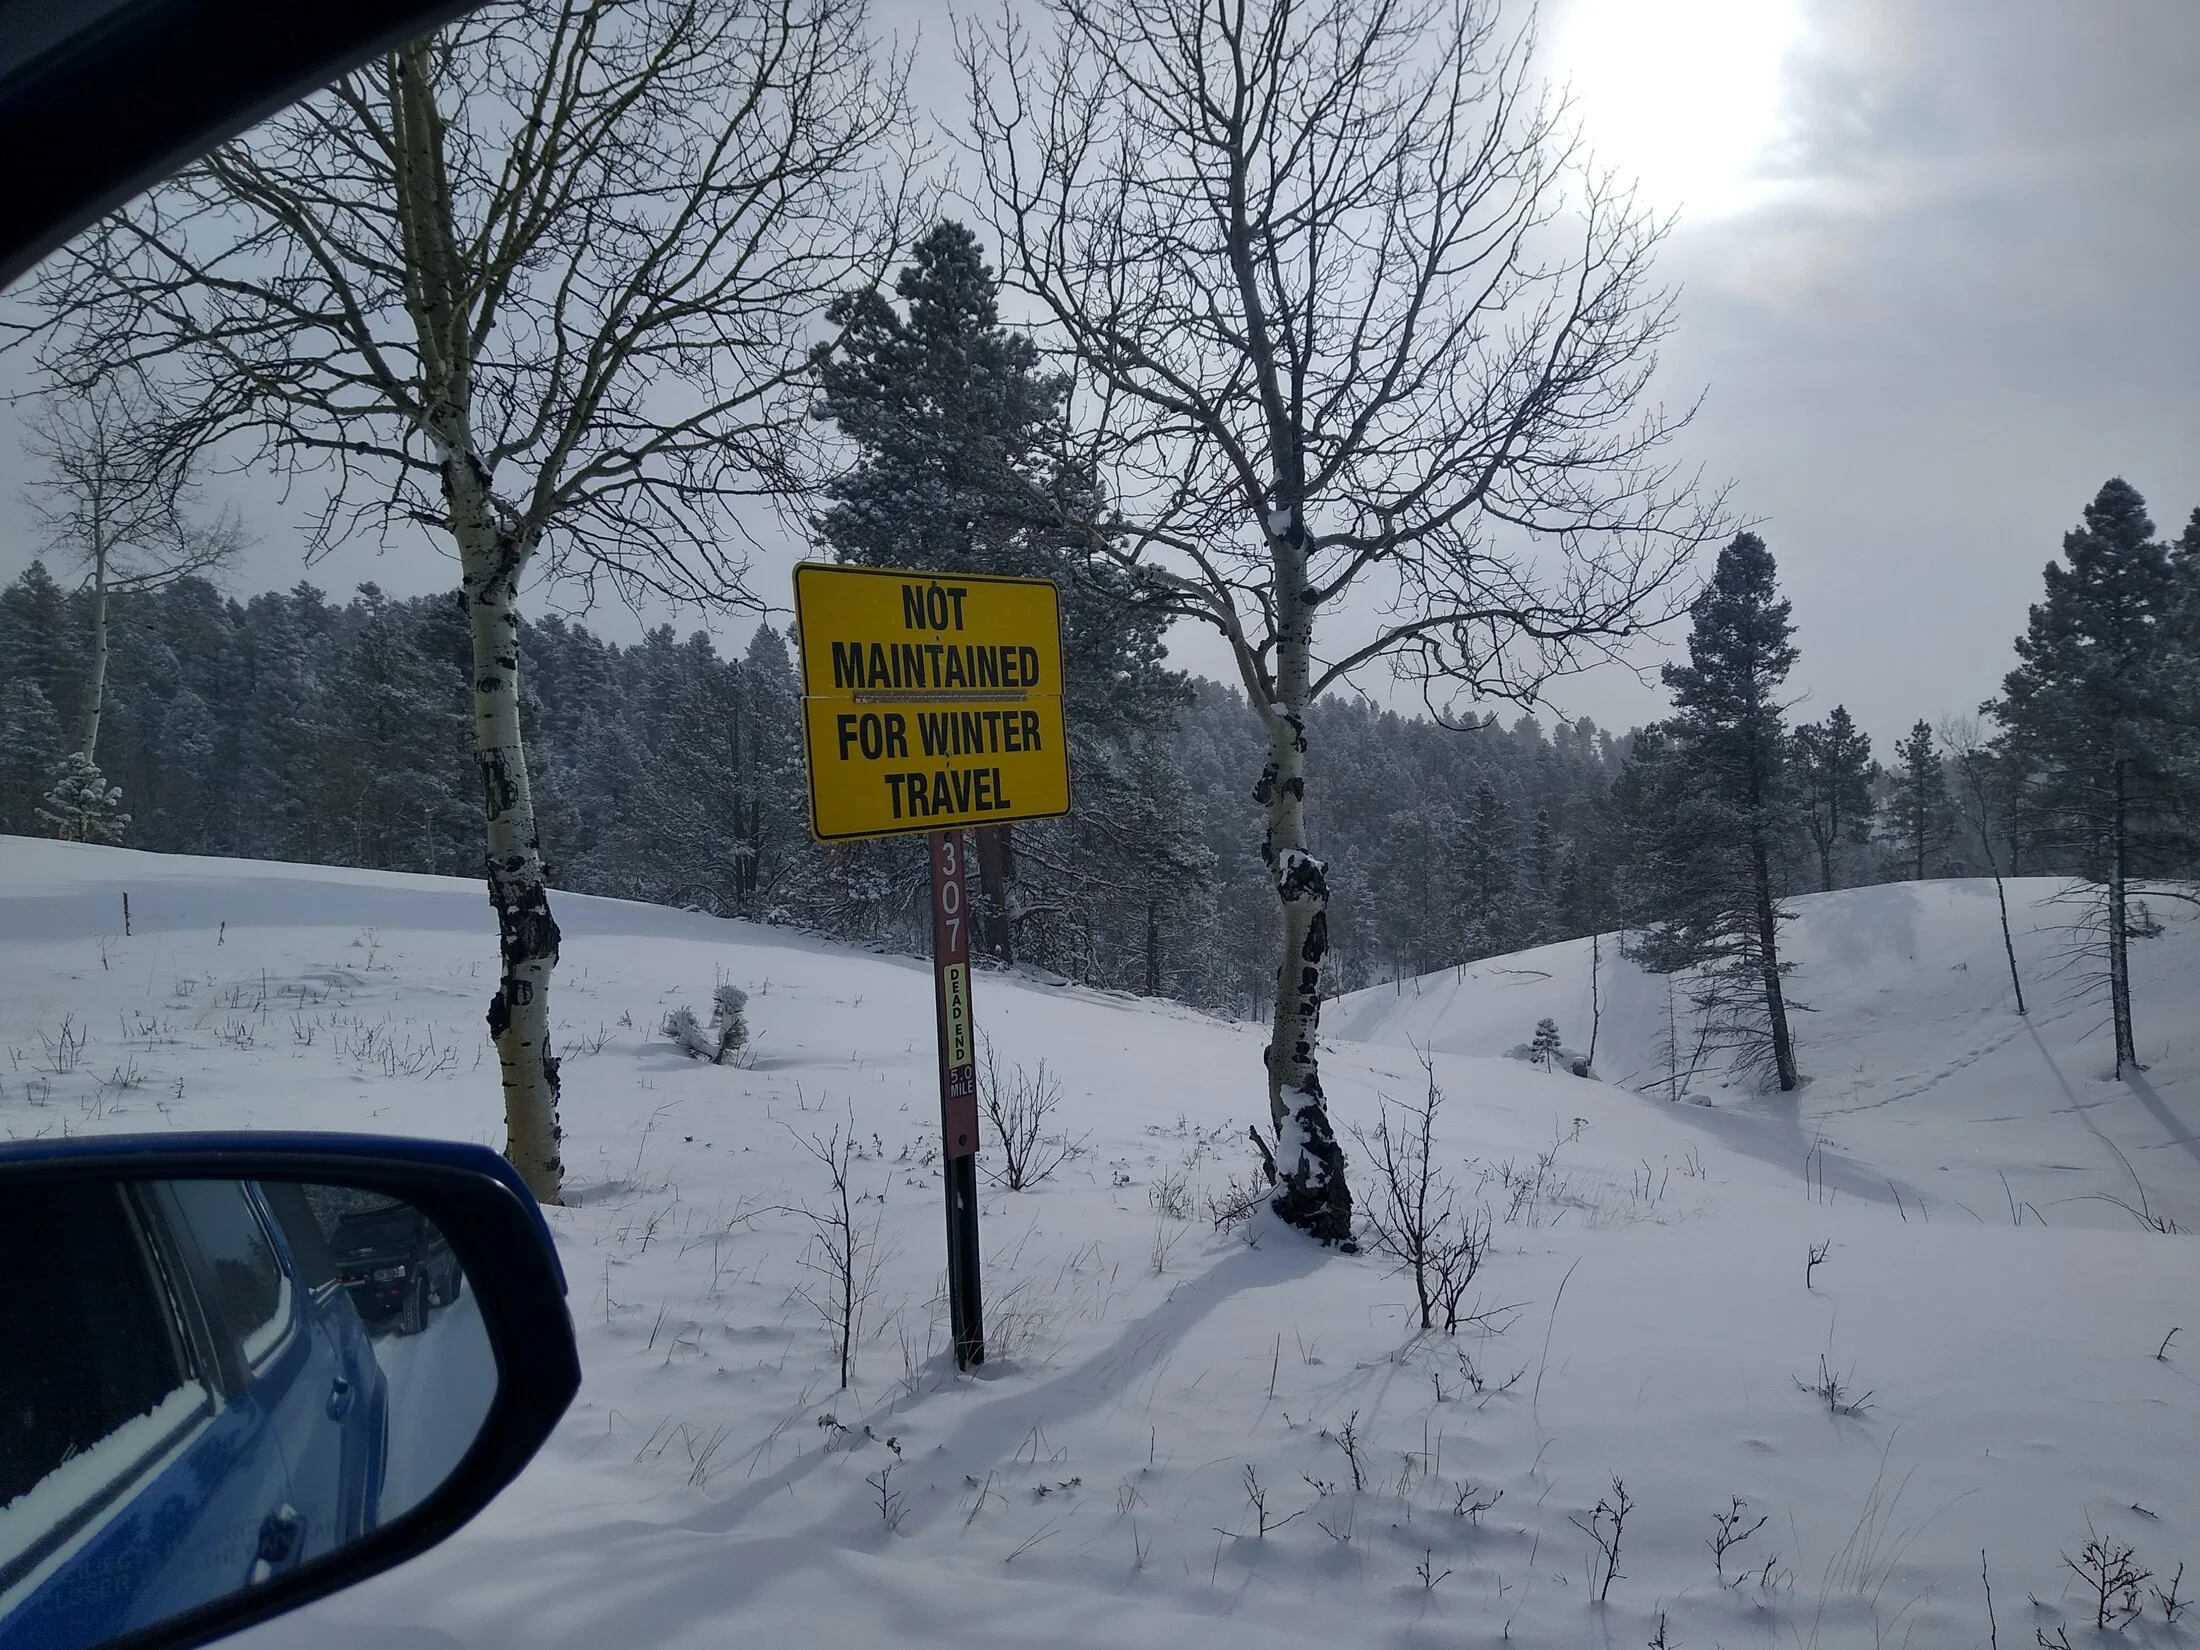 NOT
MAINTAINED
FOR WINTER
TRAVEL
307
DEAD END
5.0
MILE